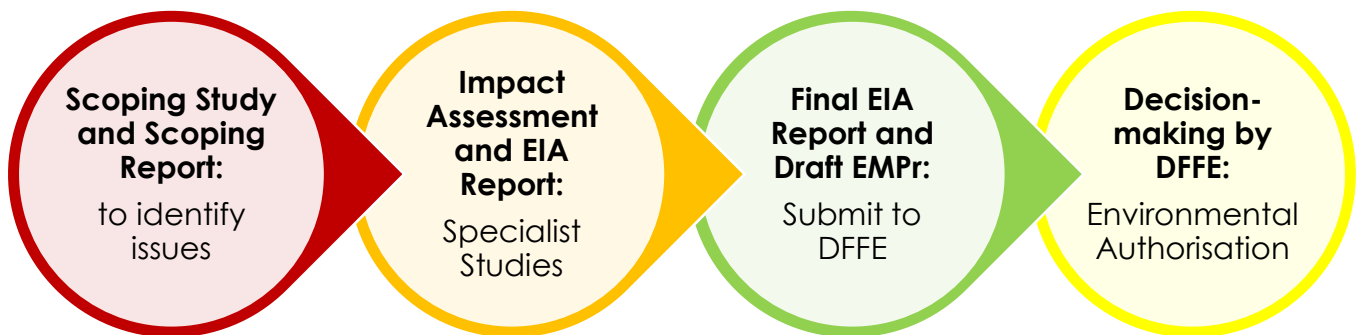 Scoping Study
and Scoping
Report:
to identify
issues
Impact
Assessment
and EIA
Report:
Specialist
Studies
Final EIA
Report and
Draft EMPr:
Submit to
DFFE
Decision-
making by
DFFE:
Environmental
Authorisation